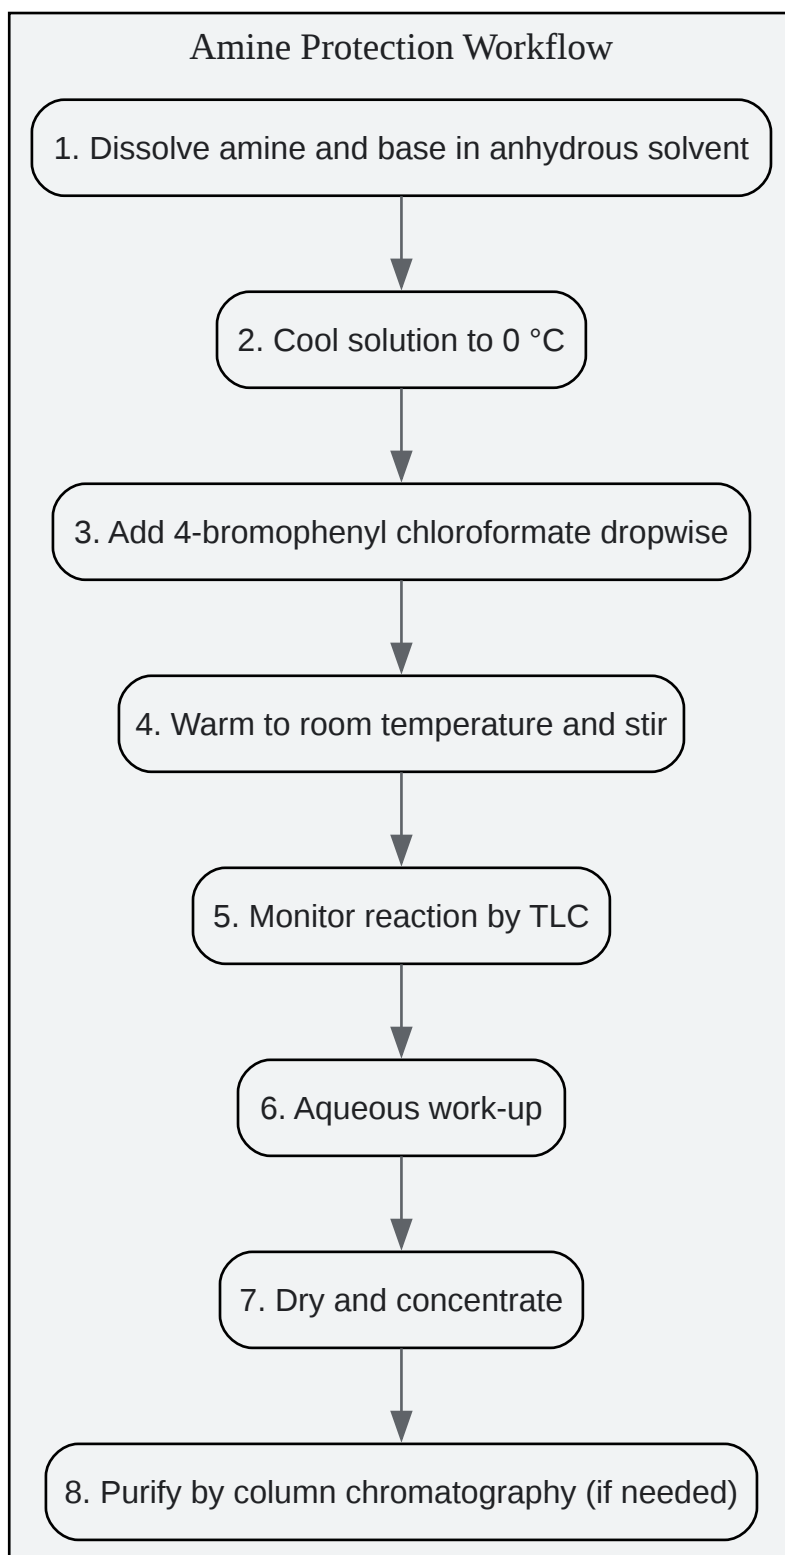 Amine Protection Workflow
1. Dissolve amine and base in anhydrous solvent
2. Cool solution to 0 °C
3. Add 4-bromophenyl chloroformate dropwise
4. Warm to room temperature and stir
5. Monitor reaction by TLC
6. Aqueous work-up
7. Dry and concentrate
8. Purify by column chromatography (if needed)